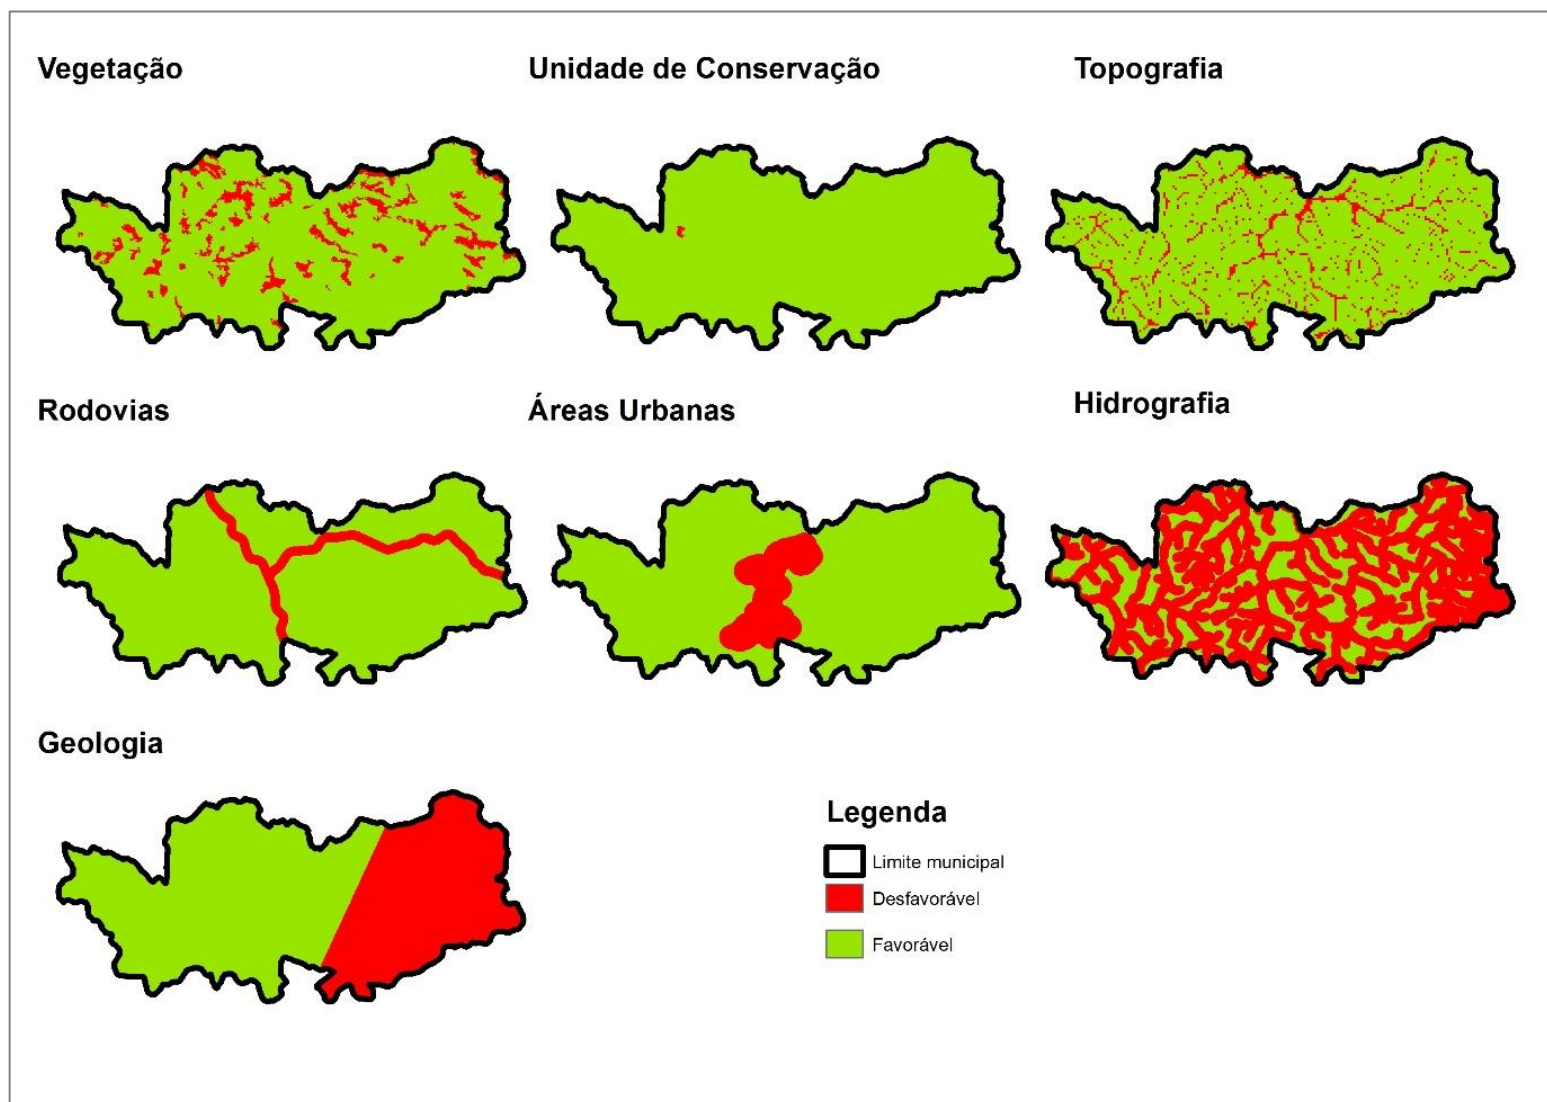 Vegetação
Unidade de Conservação
Topografia
Rodovias
Áreas Urbanas
Hidrografia
Geologia
Legenda
Limite municipal
Desfavorável
Favorável